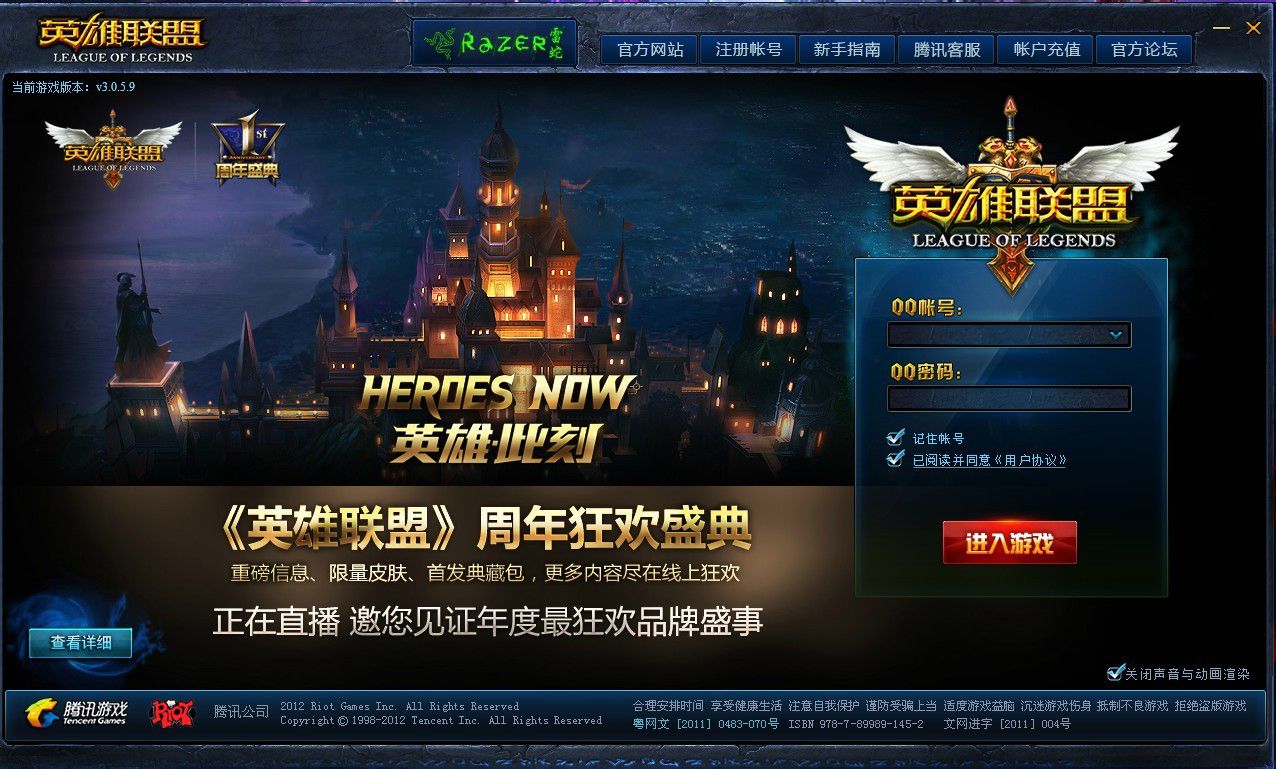 英雄联盟
LEAGUE OF LEGENDS
RAZER 雷蛇
官方网站 注册帐号 新手指南 腾讯客服 帐户充值 官方论坛
当前游戏版本：v3.0.5.9
英雄联盟
LEAGUE OF LEGENDS
1st
ANNIVERSARY
周年盛典
英雄联盟
LEAGUE OF LEGENDS
QQ帐号：
QQ密码：
记住帐号
已阅读并同意《用户协议》
进入游戏
HEROES NOW
英雄·此刻
《英雄联盟》周年狂欢盛典
重磅信息、限量皮肤、首发典藏包，更多内容尽在线上狂欢
正在直播 邀您见证年度最狂欢品牌盛事
查看详细
关闭声音与动画渲染
腾讯游戏
Tencent Games
RIOT
腾讯公司
2012 Riot Games Inc. All Rights Reserved
Copyright © 1998-2012 Tencent Inc. All Rights Reserved
合理安排时间 享受健康生活 注意自我保护 谨防受骗上当 适度游戏益脑 沉迷游戏伤身 抵制不良游戏 拒绝盗版游戏
粤网文 [2011] 0483-070号 ISBN 978-7-89989-145-2 文网进字 [2011] 004号